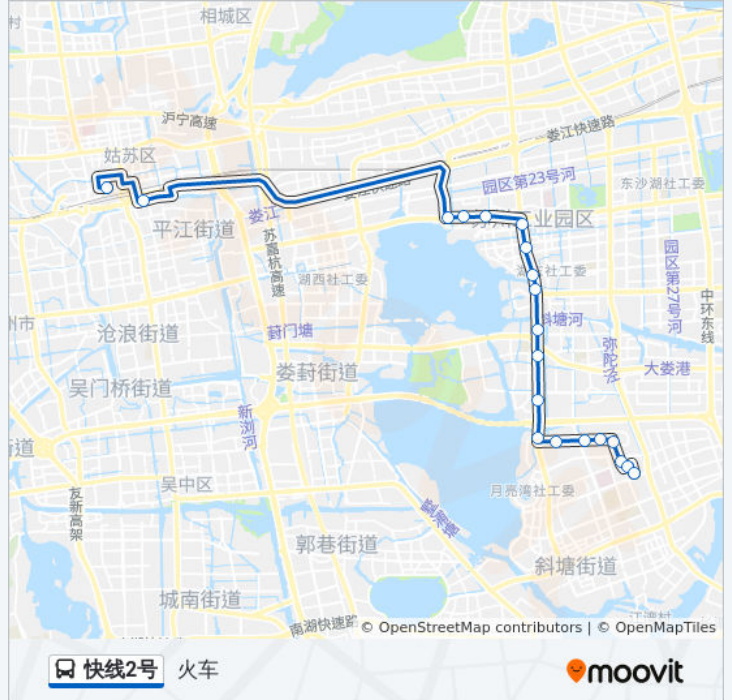 相城区
村
沪宁高速
娄江快速路
姑苏区
园区第23号河
东沙湖社工委
娄江
平江街道
业园区
苏嘉杭高速
湖西社工委
社工委
园区第27号河
中环东线
州市
沧浪街道
葑门塘
斜塘河
弥陀泾
娄葑街道
大娄港
吴门桥街道
新浏河
街道
吴中区
月亮湾社工委
友新高架
郭巷街道
斜塘街道
城南街道
南湖快速路
© OpenStreetMap contributors | © OpenMapTiles
快线2号 火车
moovit